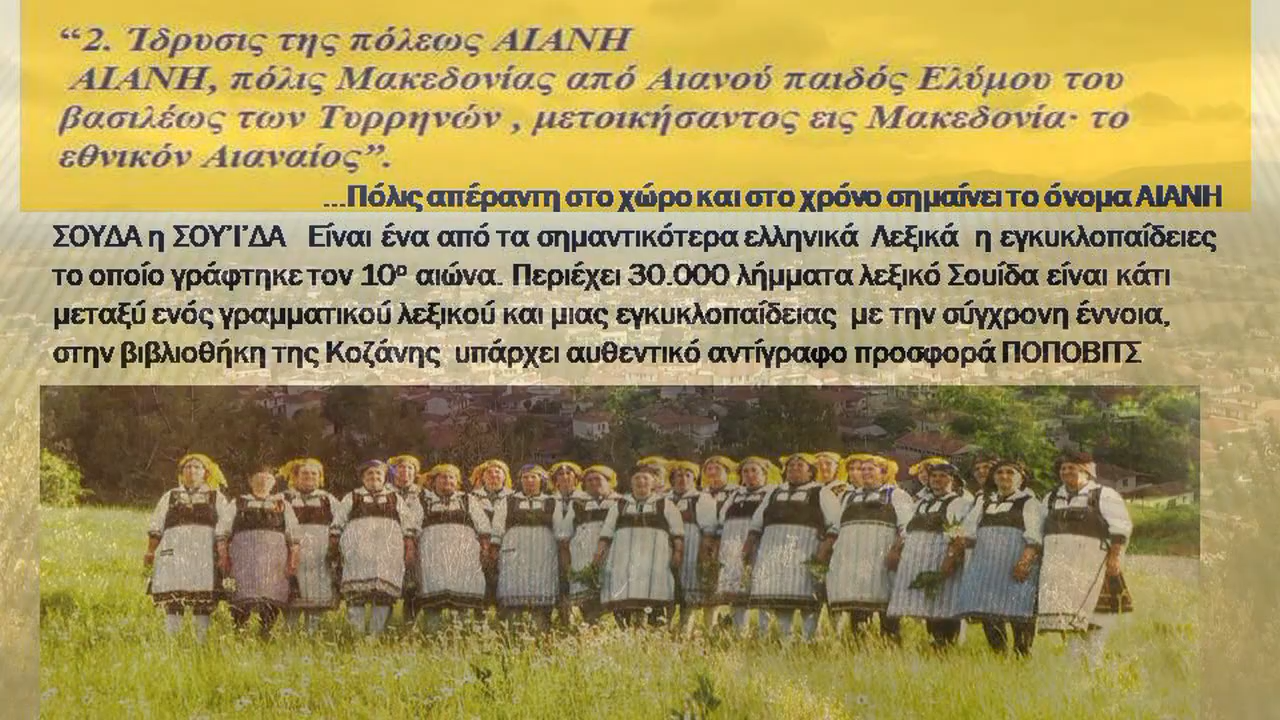 “2. Ίδρυσις της πόλεως ΑΙΑΝΗ
ΑΙΑΝΗ, πόλις Μακεδονίας από Αιανού παιδός Ελύμου του
βασιλέως των Τυρρηνών , μετοικήσαντος εις Μακεδονία· το
εθνικόν Αιαναίος”.
...Πόλις απέραντη στο χώρο και στο χρόνο σημαίνει το όνομα ΑΙΑΝΗ
ΣΟΥΔΑ η ΣΟΥ’Ι’ΔΑ Είναι ένα από τα σημαντικότερα ελληνικά Λεξικά η εγκυκλοπαίδειες
το οποίο γράφτηκε τον 10ο αιώνα. Περιέχει 30.000 λήμματα λεξικό Σουίδα είναι κάτι
μεταξύ ενός γραμματικού λεξικού και μιας εγκυκλοπαίδειας με την σύγχρονη έννοια,
στην βιβλιοθήκη της Κοζάνης υπάρχει αυθεντικό αντίγραφο προσφορά ΠΟΠΟΒΙΤΣ